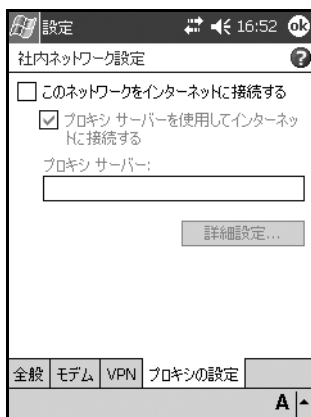 設定 16:52 ok
社内ネットワーク設定 ?
このネットワークをインターネットに接続する
プロキシ サーバーを使用してインターネッ
トに接続する
プロキシ サーバー:
詳細設定...
全般 モデム VPN プロキシの設定
A